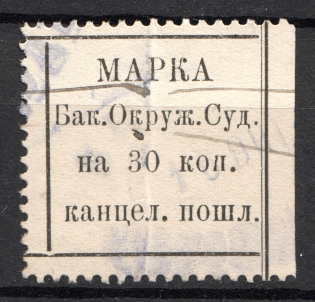 МАРКА
Бак.Окруж.Суд.
на 30 коп.
канцел. пошл.